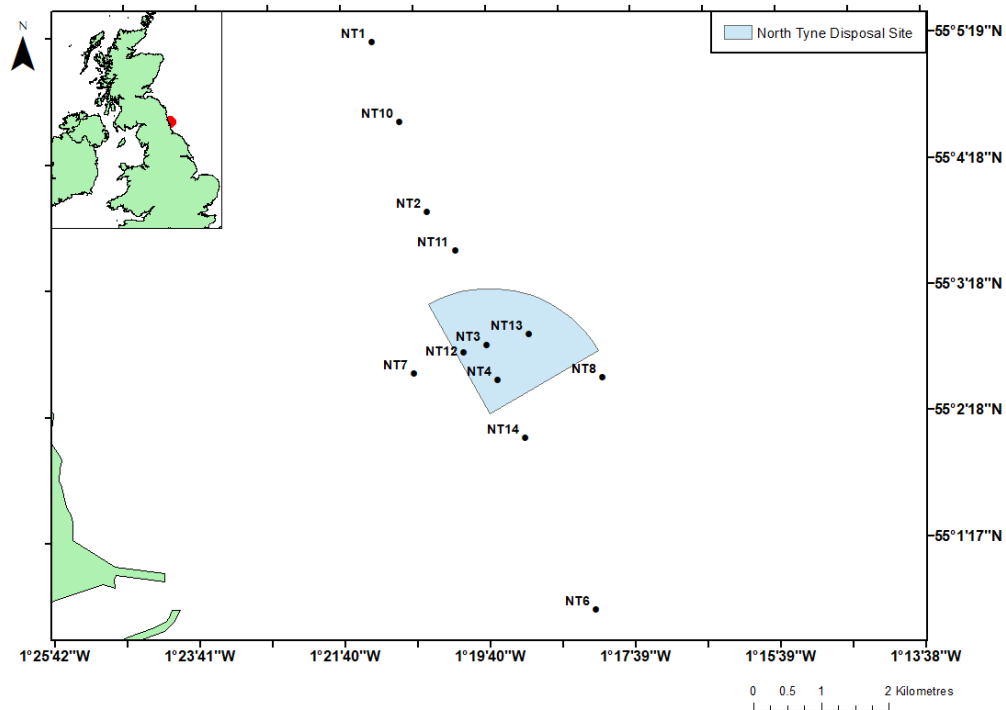 N
North Tyne Disposal Site
NT1
55°5'19"N
NT10
55°4'18"N
NT2
NT11
55°3'18"N
NT13
NT3
NT12
NT7
NT4
NT8
55°2'18"N
NT14
55°1'17"N
NT6
1°25'42"W 1°23'41"W 1°21'40"W 1°19'40"W 1°17'39"W 1°15'39"W 1°13'38"W
0 0.5 1 2 Kilometres